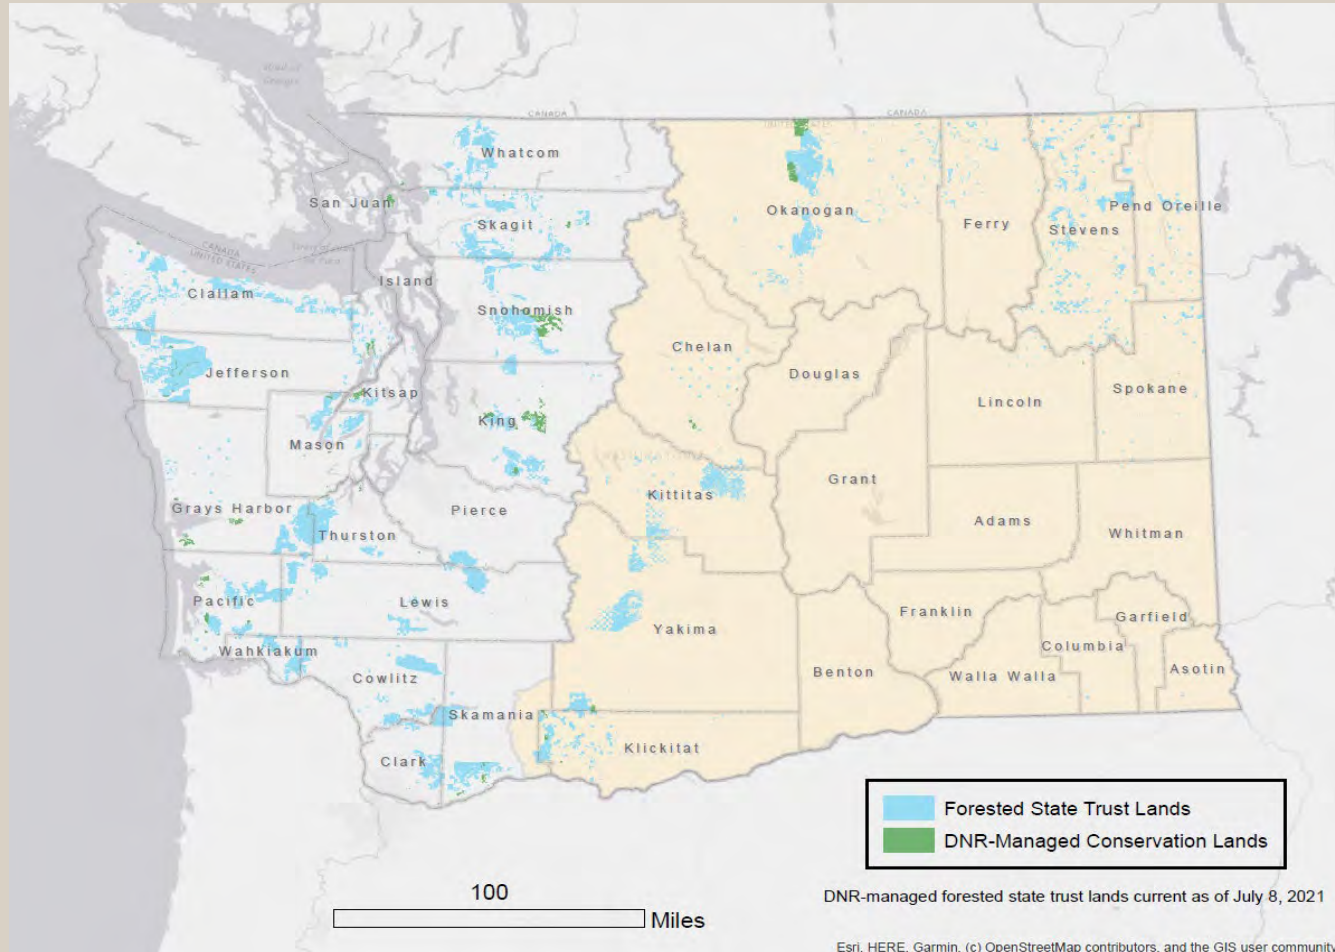 CANADA
CANADA
Whatcom
San Juan
Skagit
Okanogan
Ferry
Stevens
Pend Oreille
CANADA
UNITED STATES
Island
Clallam
Snohomish
Chelan
Jefferson
Kitsap
Douglas
Lincoln
Spokane
King
Mason
Kittitas
Grant
Grays Harbor
Thurston
Pierce
Adams
Whitman
Pacific
Lewis
Yakima
Franklin
Garfield
Wahkiakum
Columbia
Cowlitz
Benton
Walla Walla
Asotin
Skamania
Klickitat
Clark
Forested State Trust Lands
DNR-Managed Conservation Lands
100
Miles
DNR-managed forested state trust lands current as of July 8, 2021
Esri, HERE, Garmin, (c) OpenStreetMap contributors, and the GIS user community